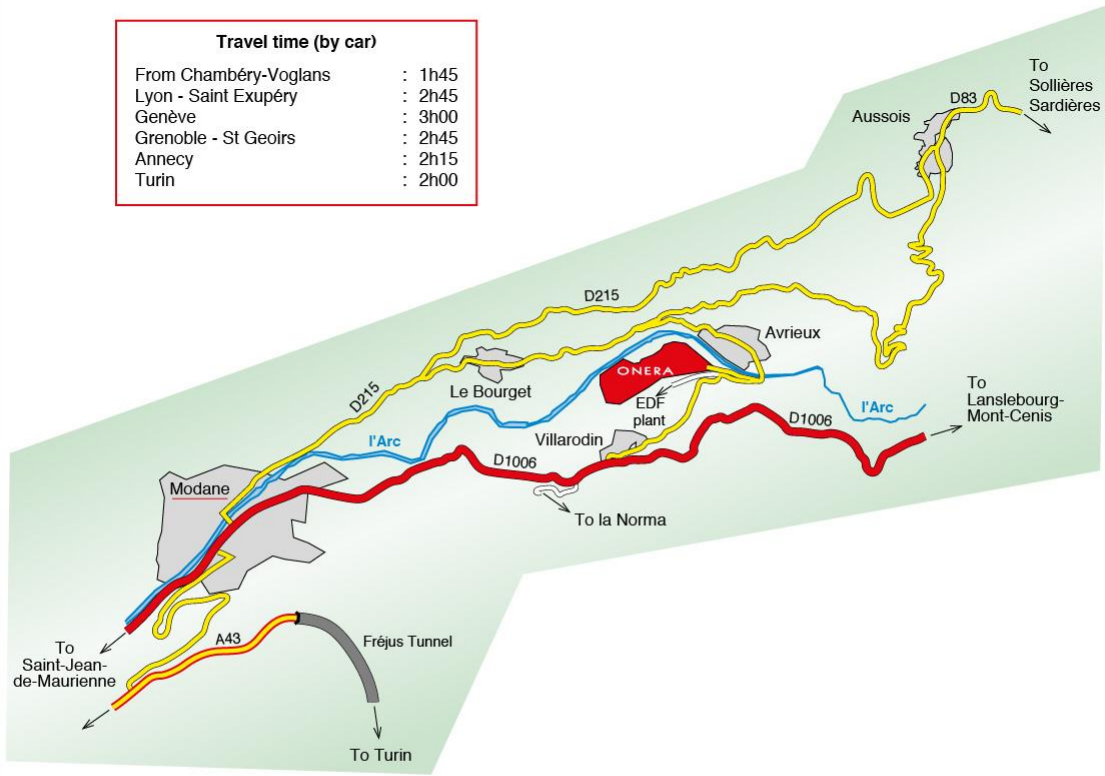 Travel time (by car)
From Chambéry-Voglans : 1h45
Lyon - Saint Exupéry : 2h45
Genève : 3h00
Grenoble - St Geoirs : 2h45
Annecy : 2h15
Turin : 2h00
To
Sollières
Sardières
D83
Aussois
D215
Avrieux
ONERA
Le Bourget
EDF
plant
D215
To
Lanslebourg-
Mont-Cenis
l'Arc
D1006
Villarodin
l'Arc
D1006
Modane
To la Norma
To
Saint-Jean-
de-Maurienne
A43
Fréjus Tunnel
To Turin